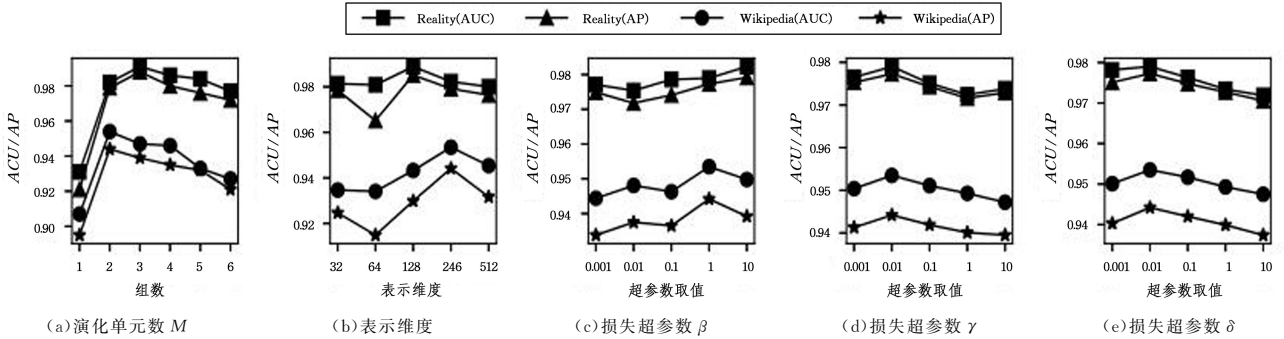 Reality(AUC) Reality(AP) Wikipedia(AUC) Wikipedia(AP)
ACU/AP
0.98
0.96
0.94
0.92
0.90
1 2 3 4 5 6
组数
(a)演化单元数 M
ACU/AP
0.98
0.96
0.94
0.92
32 64 128 246 512
表示维度
(b)表示维度
ACU/AP
0.98
0.97
0.96
0.95
0.94
0.001 0.01 0.1 1 10
超参数取值
(c)损失超参数 β
ACU/AP
0.98
0.97
0.96
0.95
0.94
0.001 0.01 0.1 1 10
超参数取值
(d)损失超参数 γ
ACU/AP
0.98
0.97
0.96
0.95
0.94
0.001 0.01 0.1 1 10
超参数取值
(e)损失超参数 δ